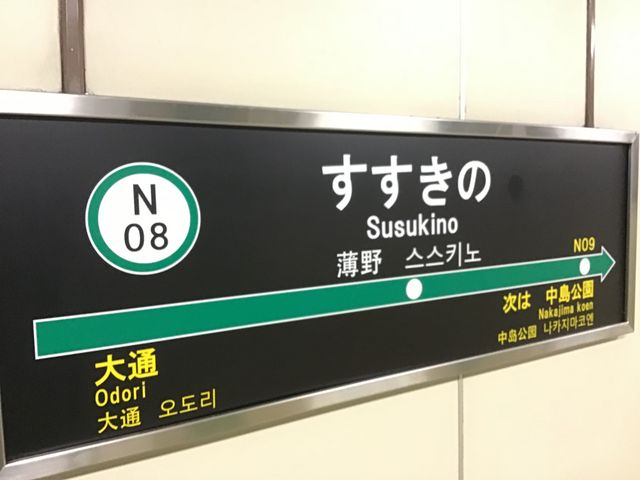 N
08
すすきの
Susukino
薄野 스스키노
N09
次は 中島公園
Nakajima koen
中島公園 나카지마코엔
大通
Odori
大通 오도리